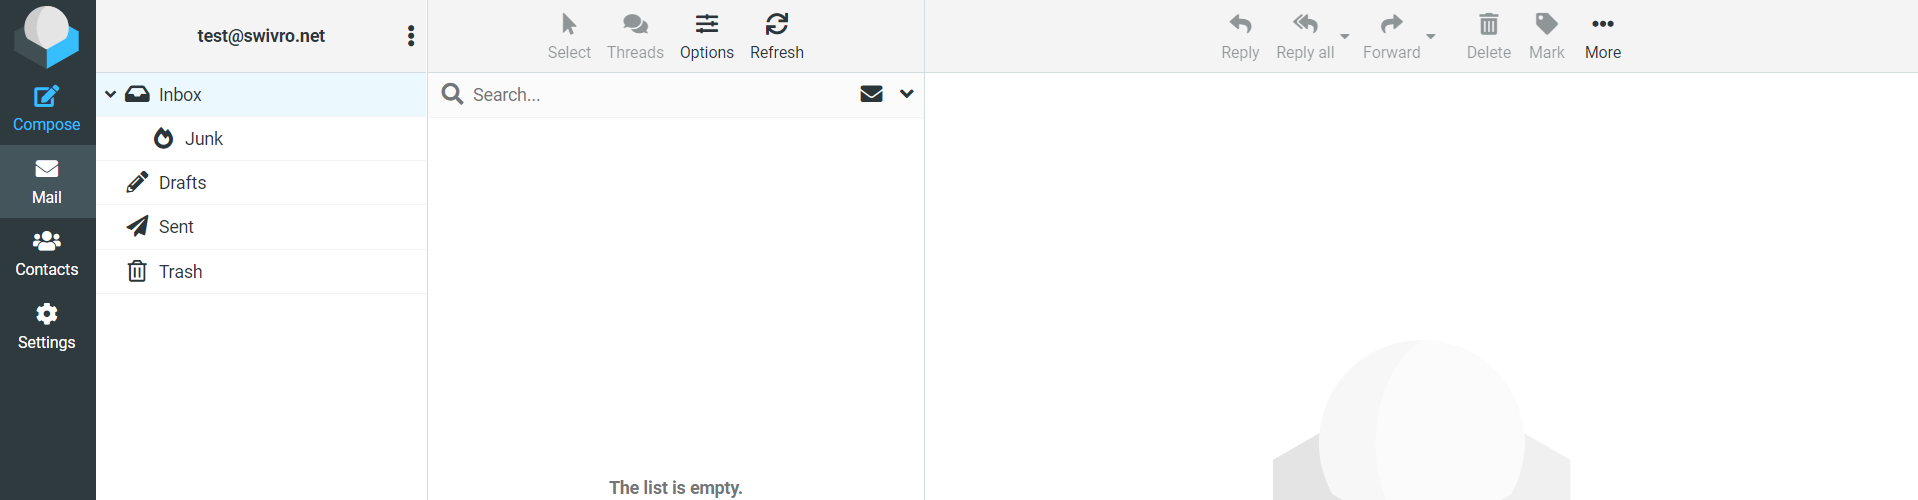 test@swivro.net
Select Threads Options Refresh
Reply Reply all Forward Delete Mark More
Compose
Mail
Contacts
Settings
Inbox
Junk
Drafts
Sent
Trash
Search...
The list is empty.